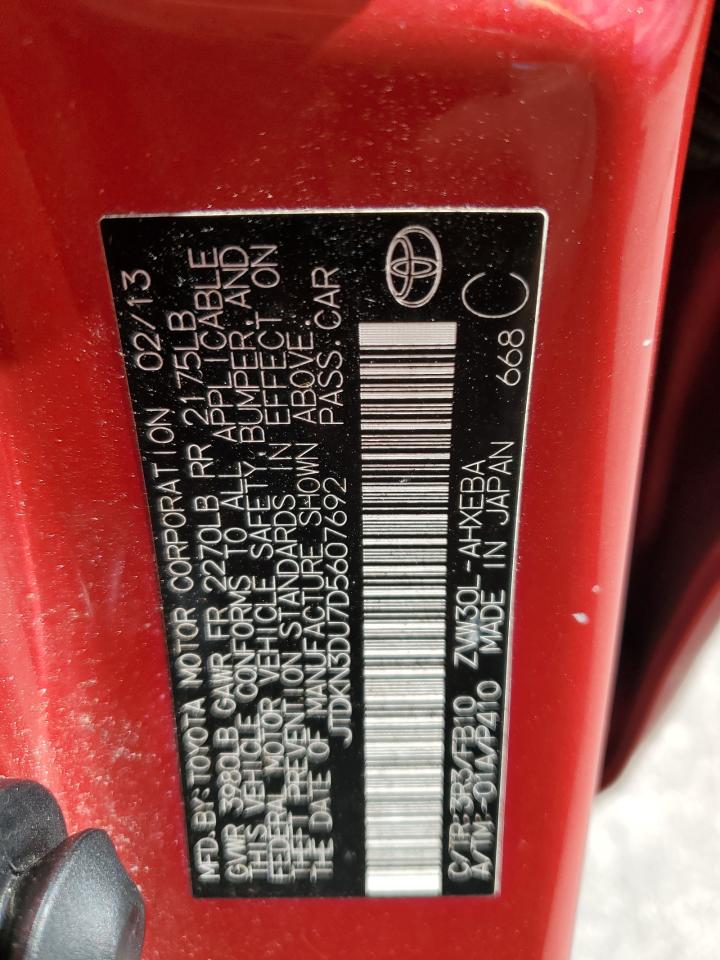 MFD. BY: TOYOTA MOTOR CORPORATION 02/13
GVWR 3980LB GAWR FR 2270LB RR 2175LB
THIS VEHICLE CONFORMS TO ALL APPLICABLE
FEDERAL MOTOR VEHICLE SAFETY, BUMPER, AND
THEFT PREVENTION STANDARDS IN EFFECT ON
THE DATE OF MANUFACTURE SHOWN ABOVE.
JTDKN3DU7D5607692 PASS. CAR
C/TR: 3R3/FB10 ZVW30L-AHXEBA
A/TM: -01A/P410 MADE IN JAPAN 668 C